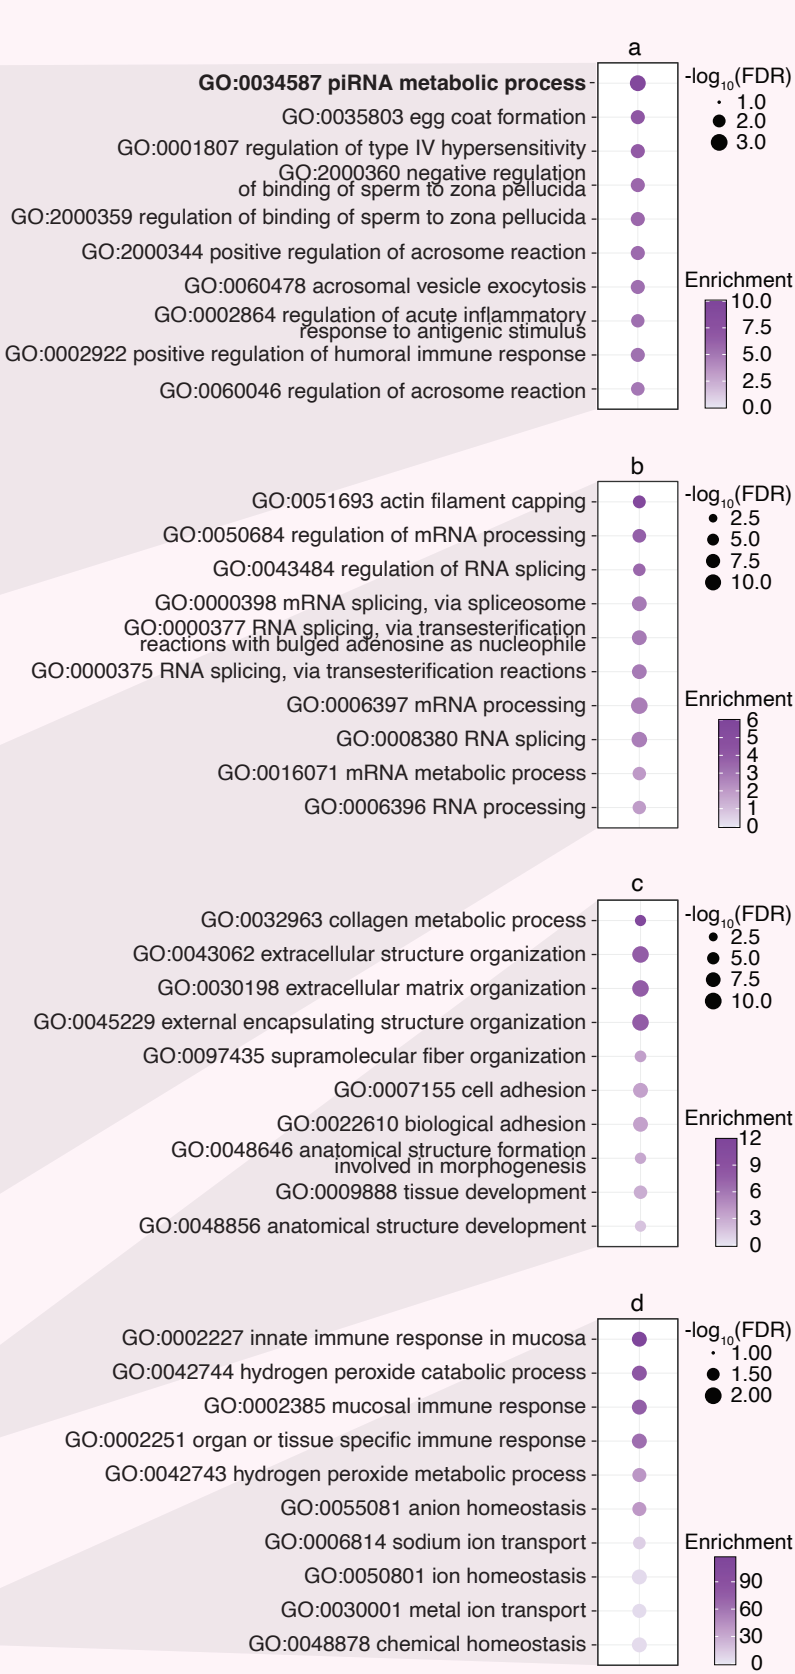 a
GO:0034587 piRNA metabolic process
GO:0035803 egg coat formation
GO:0001807 regulation of type IV hypersensitivity
GO:2000360 negative regulation
of binding of sperm to zona pellucida
GO:2000359 regulation of binding of sperm to zona pellucida
GO:2000344 positive regulation of acrosome reaction
GO:0060478 acrosomal vesicle exocytosis
GO:0002864 regulation of acute inflammatory
response to antigenic stimulus
GO:0002922 positive regulation of humoral immune response
GO:0060046 regulation of acrosome reaction
-log10(FDR)
1.0
2.0
3.0
Enrichment
10.0
7.5
5.0
2.5
0.0
b
GO:0051693 actin filament capping
GO:0050684 regulation of mRNA processing
GO:0043484 regulation of RNA splicing
GO:0000398 mRNA splicing, via spliceosome
GO:0000377 RNA splicing, via transesterification
reactions with bulged adenosine as nucleophile
GO:0000375 RNA splicing, via transesterification reactions
GO:0006397 mRNA processing
GO:0008380 RNA splicing
GO:0016071 mRNA metabolic process
GO:0006396 RNA processing
-log10(FDR)
2.5
5.0
7.5
10.0
Enrichment
6
5
4
3
2
1
0
c
GO:0032963 collagen metabolic process
GO:0043062 extracellular structure organization
GO:0030198 extracellular matrix organization
GO:0045229 external encapsulating structure organization
GO:0097435 supramolecular fiber organization
GO:0007155 cell adhesion
GO:0022610 biological adhesion
GO:0048646 anatomical structure formation
involved in morphogenesis
GO:0009888 tissue development
GO:0048856 anatomical structure development
-log10(FDR)
2.5
5.0
7.5
10.0
Enrichment
12
9
6
3
0
d
GO:0002227 innate immune response in mucosa
GO:0042744 hydrogen peroxide catabolic process
GO:0002385 mucosal immune response
GO:0002251 organ or tissue specific immune response
GO:0042743 hydrogen peroxide metabolic process
GO:0055081 anion homeostasis
GO:0006814 sodium ion transport
GO:0050801 ion homeostasis
GO:0030001 metal ion transport
GO:0048878 chemical homeostasis
-log10(FDR)
1.00
1.50
2.00
Enrichment
90
60
30
0